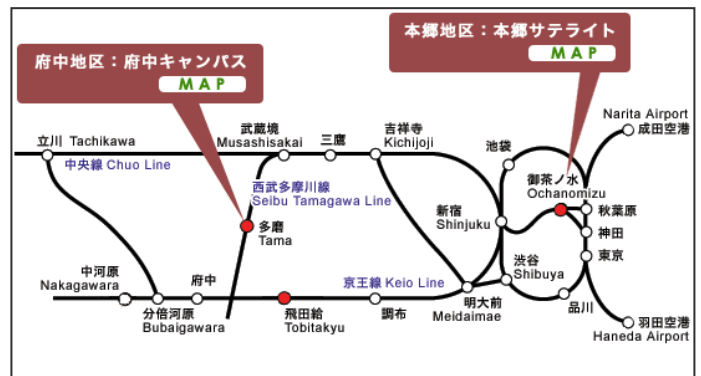 府中地区：府中キャンパス
MAP
本郷地区：本郷サテライト
MAP
Narita Airport
成田空港
立川 Tachikawa
中央線 Chuo Line
武蔵境
Musashisakai
三鷹
吉祥寺
Kichijoji
池袋
御茶ノ水
Ochanomizu
西武多摩川線
Seibu Tamagawa Line
新宿
Shinjuku
秋葉原
多磨
Tama
神田
東京
中河原
Nakagawara
府中
京王線 Keio Line
渋谷
Shibuya
分倍河原
Bubaigawara
飛田給
Tobitakyu
調布
明大前
Meidaimae
品川
羽田空港
Haneda Airport